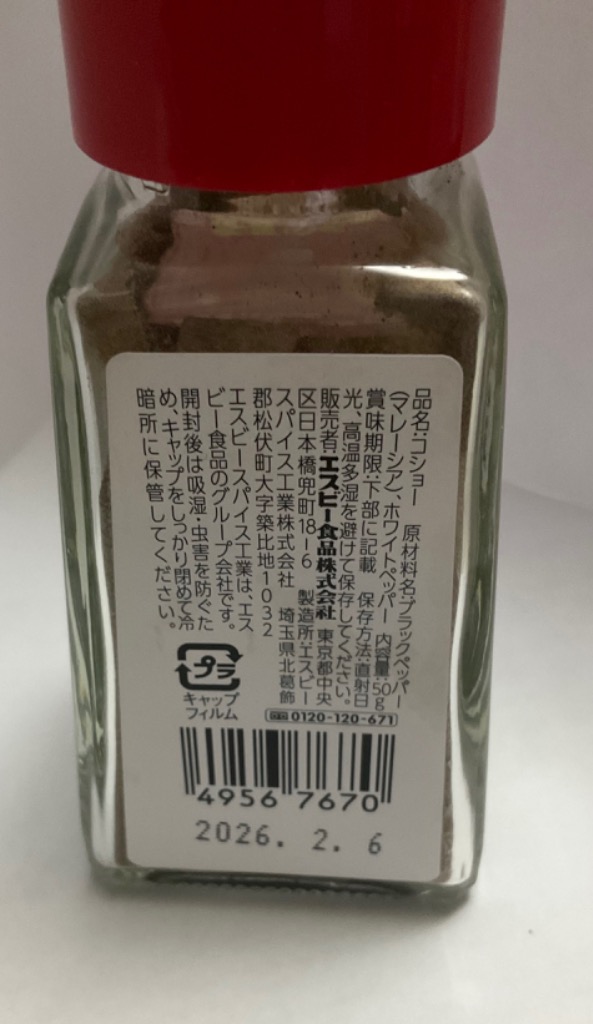 品名:コショー　原材料名:ブラックペッパー
(マレーシア)、ホワイトペッパー　内容量:50g
賞味期限:下部に記載　保存方法:直射日
光、高温多湿を避けて保存してください。
販売者:エスビー食品株式会社　東京都中央
区日本橋兜町18-6　製造所:エスビー
スパイス工業株式会社　埼玉県北葛飾
郡松伏町大字築比地1032
エスビースパイス工業は、エス
ビー食品のグループ会社です。
開封後は吸湿・虫害を防ぐた
め、キャップをしっかり閉めて冷
暗所に保管してください。
プラ
キャップ
フィルム
0120-120-671
4956 7670
2026. 2. 6